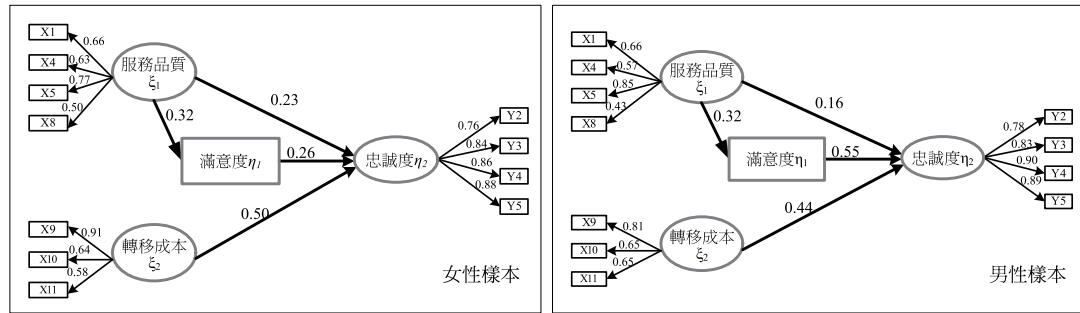 X1
X4
X5
X8
0.66
0.63
0.77
0.50
服務品質
ξ1
0.32
0.23
滿意度η1
0.26
忠誠度η2
0.76
0.84
0.86
0.88
Y2
Y3
Y4
Y5
0.50
X9
X10
X11
0.91
0.64
0.58
轉移成本
ξ2
女性樣本
X1
X4
X5
X8
0.66
0.57
0.85
0.43
服務品質
ξ1
0.32
0.16
滿意度η1
0.55
忠誠度η2
0.78
0.83
0.90
0.89
Y2
Y3
Y4
Y5
0.44
X9
X10
X11
0.81
0.65
0.65
轉移成本
ξ2
男性樣本